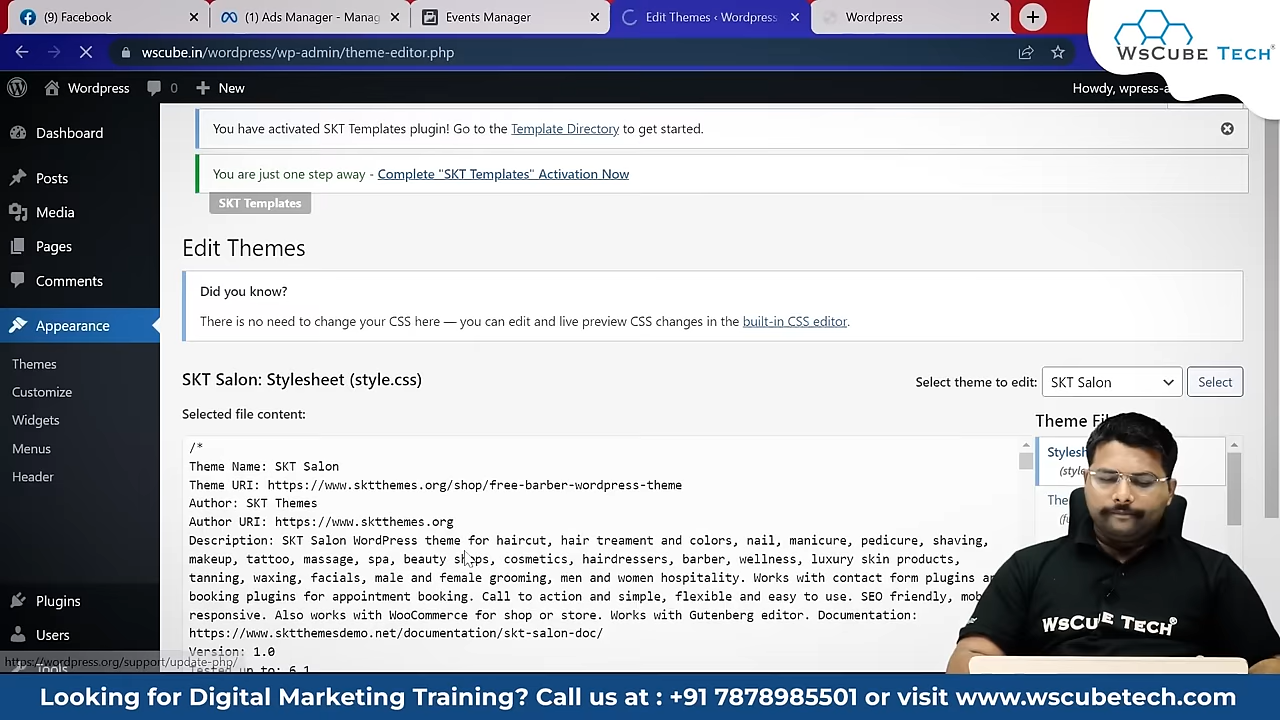 (9) Facebook
(1) Ads Manager - Manag
Events Manager
Edit Themes ‹ Wordpress
Wordpress
WSCUBE TECH
wscube.in/wordpress/wp-admin/theme-editor.php
Wordpress
0
New
Howdy, wpress-a
Dashboard
Posts
Media
Pages
Comments
Appearance
Themes
Customize
Widgets
Menus
Header
Plugins
Users
Tools
You have activated SKT Templates plugin! Go to the Template Directory to get started.
You are just one step away - Complete "SKT Templates" Activation Now
SKT Templates
Edit Themes
Did you know?
There is no need to change your CSS here — you can edit and live preview CSS changes in the built-in CSS editor.
SKT Salon: Stylesheet (style.css)
Select theme to edit:
SKT Salon
Select
Selected file content:
Theme Fi
Stylesh
(style
The
(fu
/*
Theme Name: SKT Salon
Theme URI: https://www.sktthemes.org/shop/free-barber-wordpress-theme
Author: SKT Themes
Author URI: https://www.sktthemes.org
Description: SKT Salon WordPress theme for haircut, hair treament and colors, nail, manicure, pedicure, shaving,
makeup, tattoo, massage, spa, beauty shops, cosmetics, hairdressers, barber, wellness, luxury skin products,
tanning, waxing, facials, male and female grooming, men and women hospitality. Works with contact form plugins an
booking plugins for appointment booking. Call to action and simple, flexible and easy to use. SEO friendly, mob
responsive. Also works with WooCommerce for shop or store. Works with Gutenberg editor. Documentation:
https://www.sktthemesdemo.net/documentation/skt-salon-doc/
Version: 1.0
Tested up to: 6.1
https://wordpress.org/support/update-php/
WSCUBE TECH
Looking for Digital Marketing Training? Call us at : +91 7878985501 or visit www.wscubetech.com